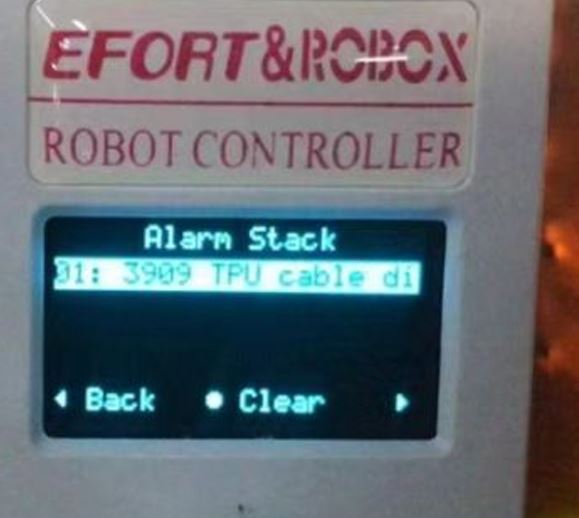 EFORT&ROBOX
ROBOT CONTROLLER
Alarm Stack
01: 3909 TPU cable di
Back Clear